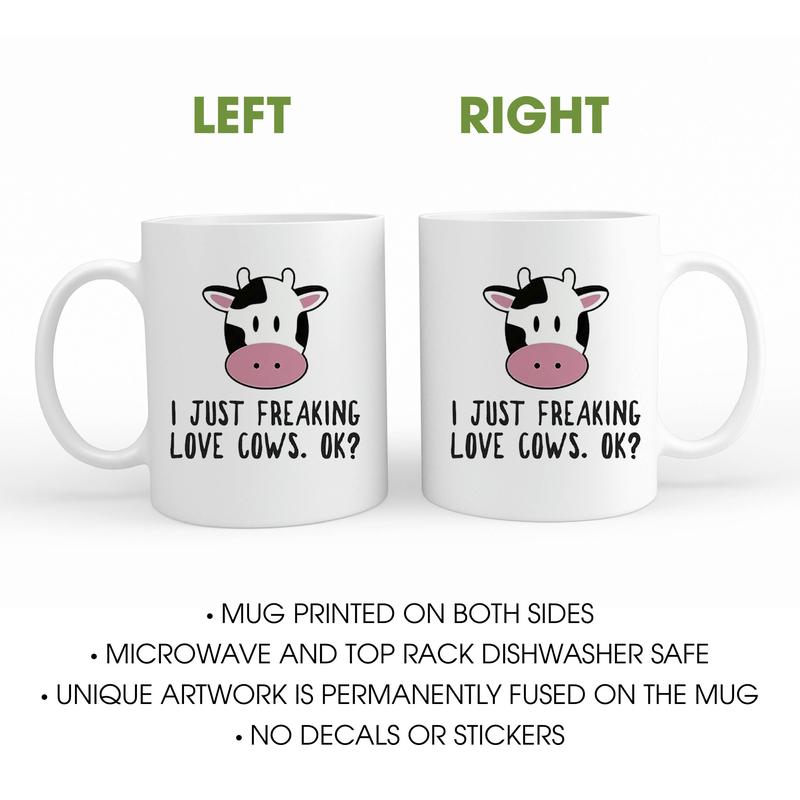 LEFT
RIGHT
I JUST FREAKING
LOVE COWS. OK?
I JUST FREAKING
LOVE COWS. OK?
• MUG PRINTED ON BOTH SIDES
• MICROWAVE AND TOP RACK DISHWASHER SAFE
• UNIQUE ARTWORK IS PERMANENTLY FUSED ON THE MUG
• NO DECALS OR STICKERS